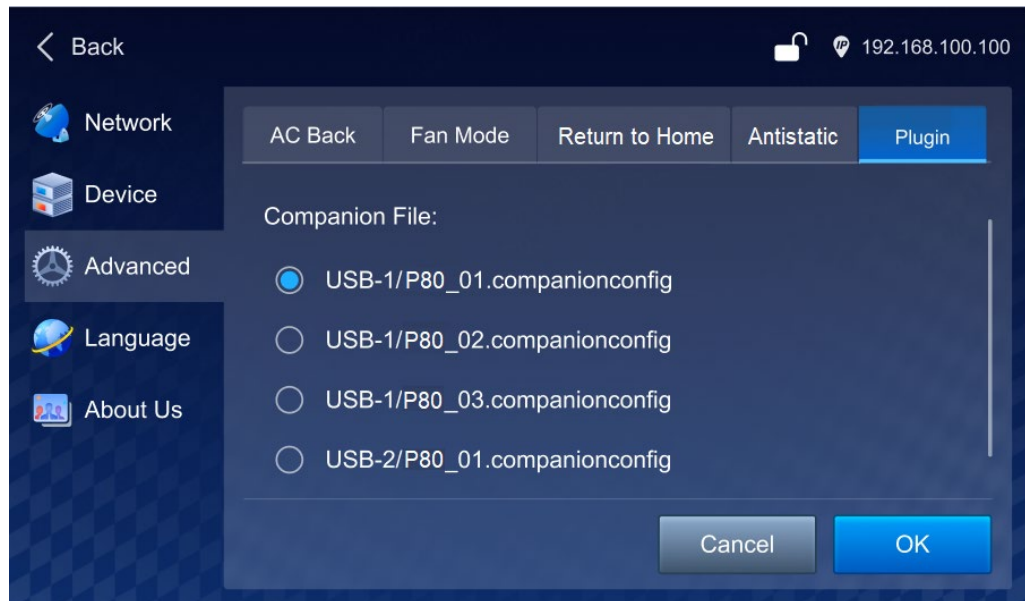 Back
192.168.100.100
Network
Device
Advanced
Language
About Us
AC Back
Fan Mode
Return to Home
Antistatic
Plugin
Companion File:
USB-1/P80_01.companionconfig
USB-1/P80_02.companionconfig
USB-1/P80_03.companionconfig
USB-2/P80_01.companionconfig
Cancel
OK